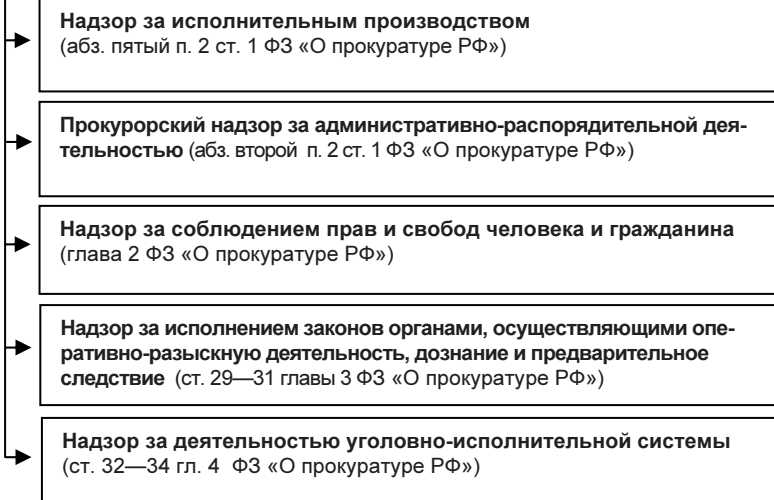 Надзор за исполнительным производством
(абз. пятый п. 2 ст. 1 ФЗ «О прокуратуре РФ»)
Прокурорский надзор за административно-распорядительной дея-
тельностью (абз. второй п. 2 ст. 1 ФЗ «О прокуратуре РФ»)
Надзор за соблюдением прав и свобод человека и гражданина
(глава 2 ФЗ «О прокуратуре РФ»)
Надзор за исполнением законов органами, осуществляющими опе-
ративно-разыскную деятельность, дознание и предварительное
следствие (ст. 29—31 главы 3 ФЗ «О прокуратуре РФ»)
Надзор за деятельностью уголовно-исполнительной системы
(ст. 32—34 гл. 4 ФЗ «О прокуратуре РФ»)